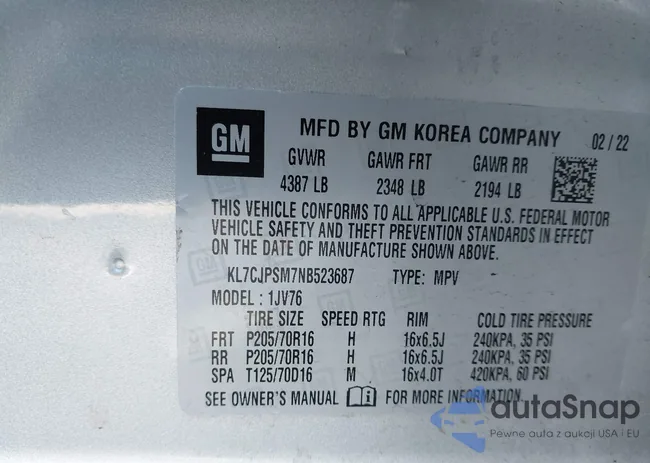 GM
MFD BY GM KOREA COMPANY 02 / 22
GVWR GAWR FRT GAWR RR
4387 LB 2348 LB 2194 LB
THIS VEHICLE CONFORMS TO ALL APPLICABLE U.S. FEDERAL MOTOR
VEHICLE SAFETY AND THEFT PREVENTION STANDARDS IN EFFECT
ON THE DATE OF MANUFACTURE SHOWN ABOVE.
KL7CJPSM7NB523687 TYPE: MPV
MODEL : 1JV76
TIRE SIZE SPEED RTG RIM COLD TIRE PRESSURE
FRT P205/70R16 H 16x6.5J 240KPA, 35 PSI
RR P205/70R16 H 16x6.5J 240KPA, 35 PSI
SPA T125/70D16 M 16x4.0T 420KPA, 60 PSI
SEE OWNER'S MANUAL FOR MORE INFORMATION.
autaSnap
Pewne auta z aukcji USA i EU